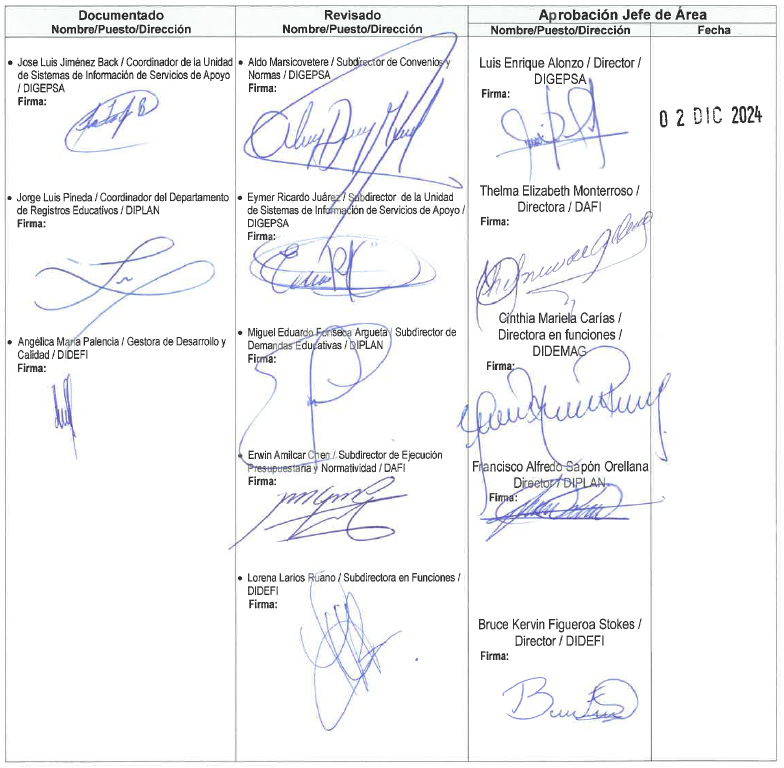 Documentado
Nombre/Puesto/Dirección
• Jose Luis Jiménez Back / Coordinador de la Unidad
de Sistemas de Información de Servicios de Apoyo
/ DIGEPSA
Firma:
• Jorge Luis Pineda / Coordinador del Departamento
de Registros Educativos / DIPLAN
Firma:
• Angélica María Palencia / Gestora de Desarrollo y
Calidad / DIDEFI
Firma:
Revisado
Nombre/Puesto/Dirección
• Aldo Marsicovetere / Subdirector de Convenios y
Normas / DIGEPSA
Firma:
• Eymer Ricardo Juárez / Subdirector de la Unidad
de Sistemas de Información de Servicios de Apoyo /
DIGEPSA
Firma:
• Miguel Eduardo Fonseca Argueta / Subdirector de
Demandas Educativas / DIPLAN
Firma:
• Erwin Amilcar Chen / Subdirector de Ejecución
Presupuestaria y Normatividad / DAFI
Firma:
• Lorena Larios Ruano / Subdirectora en Funciones /
DIDEFI
Firma:
Aprobación Jefe de Área
Nombre/Puesto/Dirección
Luis Enrique Alonzo / Director /
DIGEPSA
Firma:
Thelma Elizabeth Monterroso /
Directora / DAFI
Firma:
Cinthia Mariela Carías /
Directora en funciones /
DIDEMAG
Firma:
Francisco Alfredo Sapón Orellana
Director / DIPLAN
Firma:
Bruce Kervin Figueroa Stokes /
Director / DIDEFI
Firma:
Fecha
02 DIC 2024